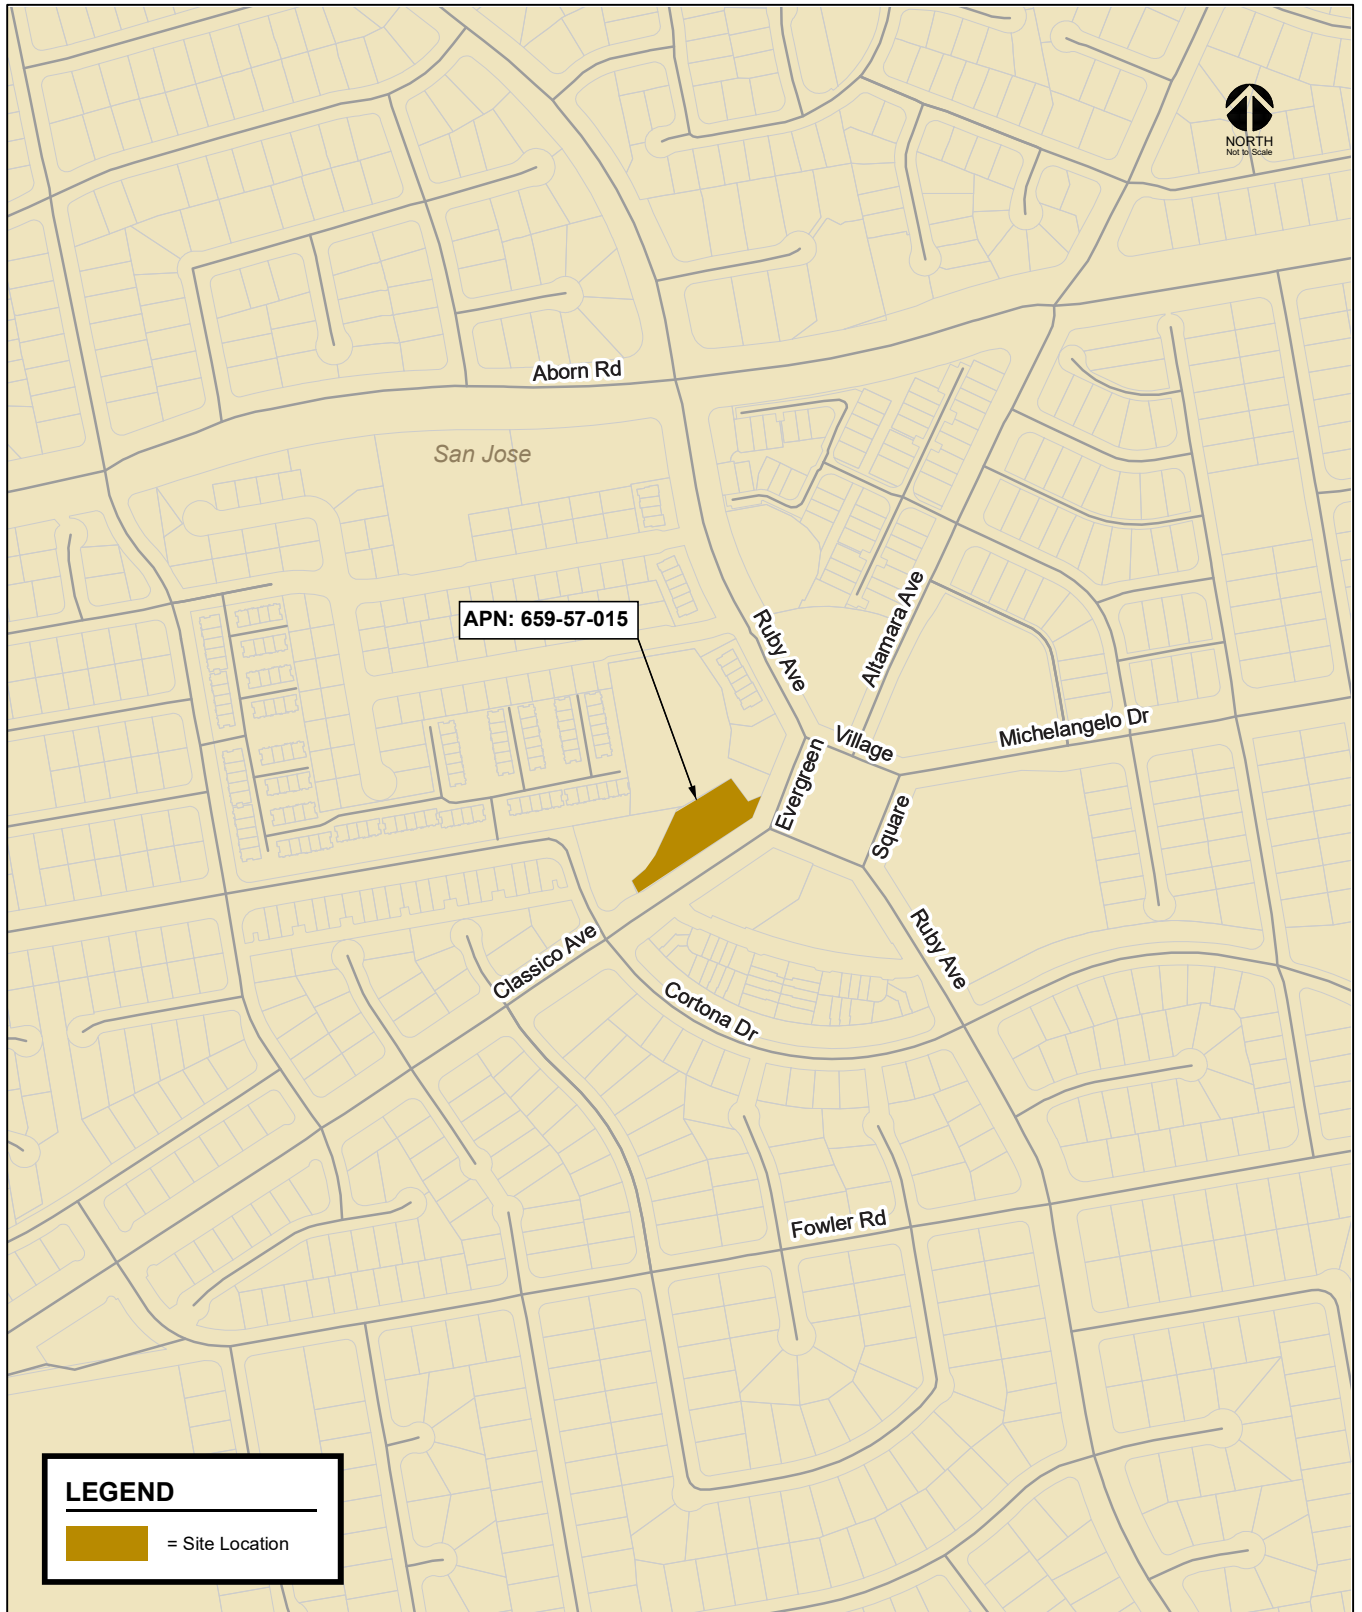 NORTH
Not to Scale
Aborn Rd
San Jose
APN: 659-57-015
Ruby Ave
Altamara Ave
Village
Michelangelo Dr
Evergreen
Square
Ruby Ave
Classico Ave
Cortona Dr
Fowler Rd
LEGEND
= Site Location